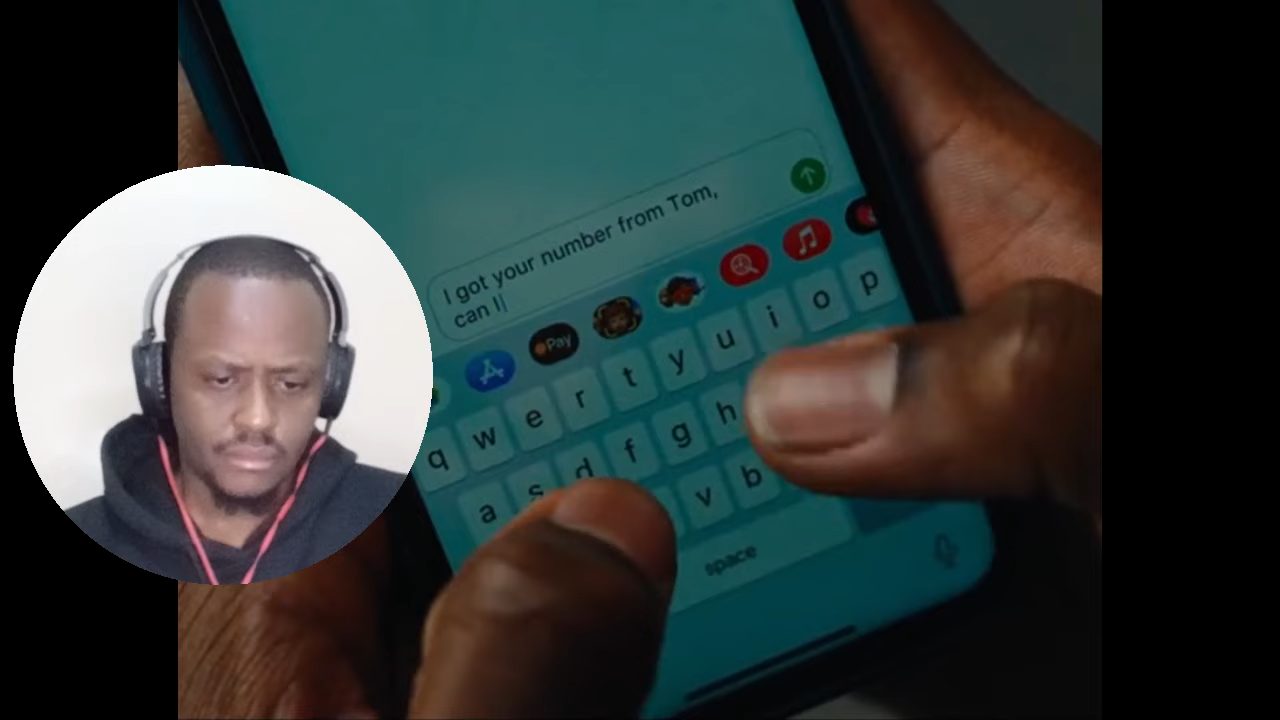 I got your number from Tom,
can I
Pay
q w e r t y u i o p
a s d f g h
v b
space